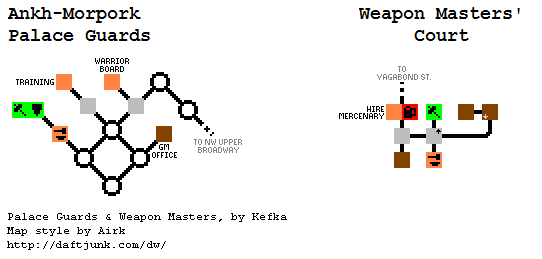 Ankh-Morpork
Palace Guards
WARRIOR
BOARD
TRAINING
GM
OFFICE
TO NW UPPER
BROADWAY
Weapon Masters'
Court
TO
VAGABOND ST.
HIRE
MERCENARY
Palace Guards & Weapon Masters, by Kefka
Map style by Airk
http://daftjunk.com/dw/